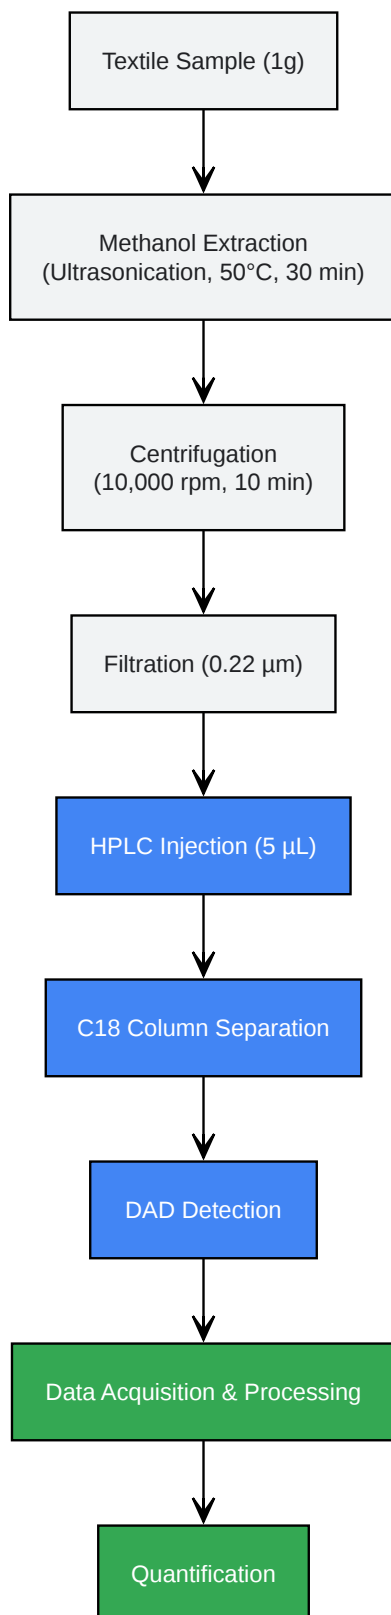 Textile Sample (1g)
Methanol Extraction
(Ultrasonication, 50°C, 30 min)
Centrifugation
(10,000 rpm, 10 min)
Filtration (0.22 µm)
HPLC Injection (5 µL)
C18 Column Separation
DAD Detection
Data Acquisition & Processing
Quantification